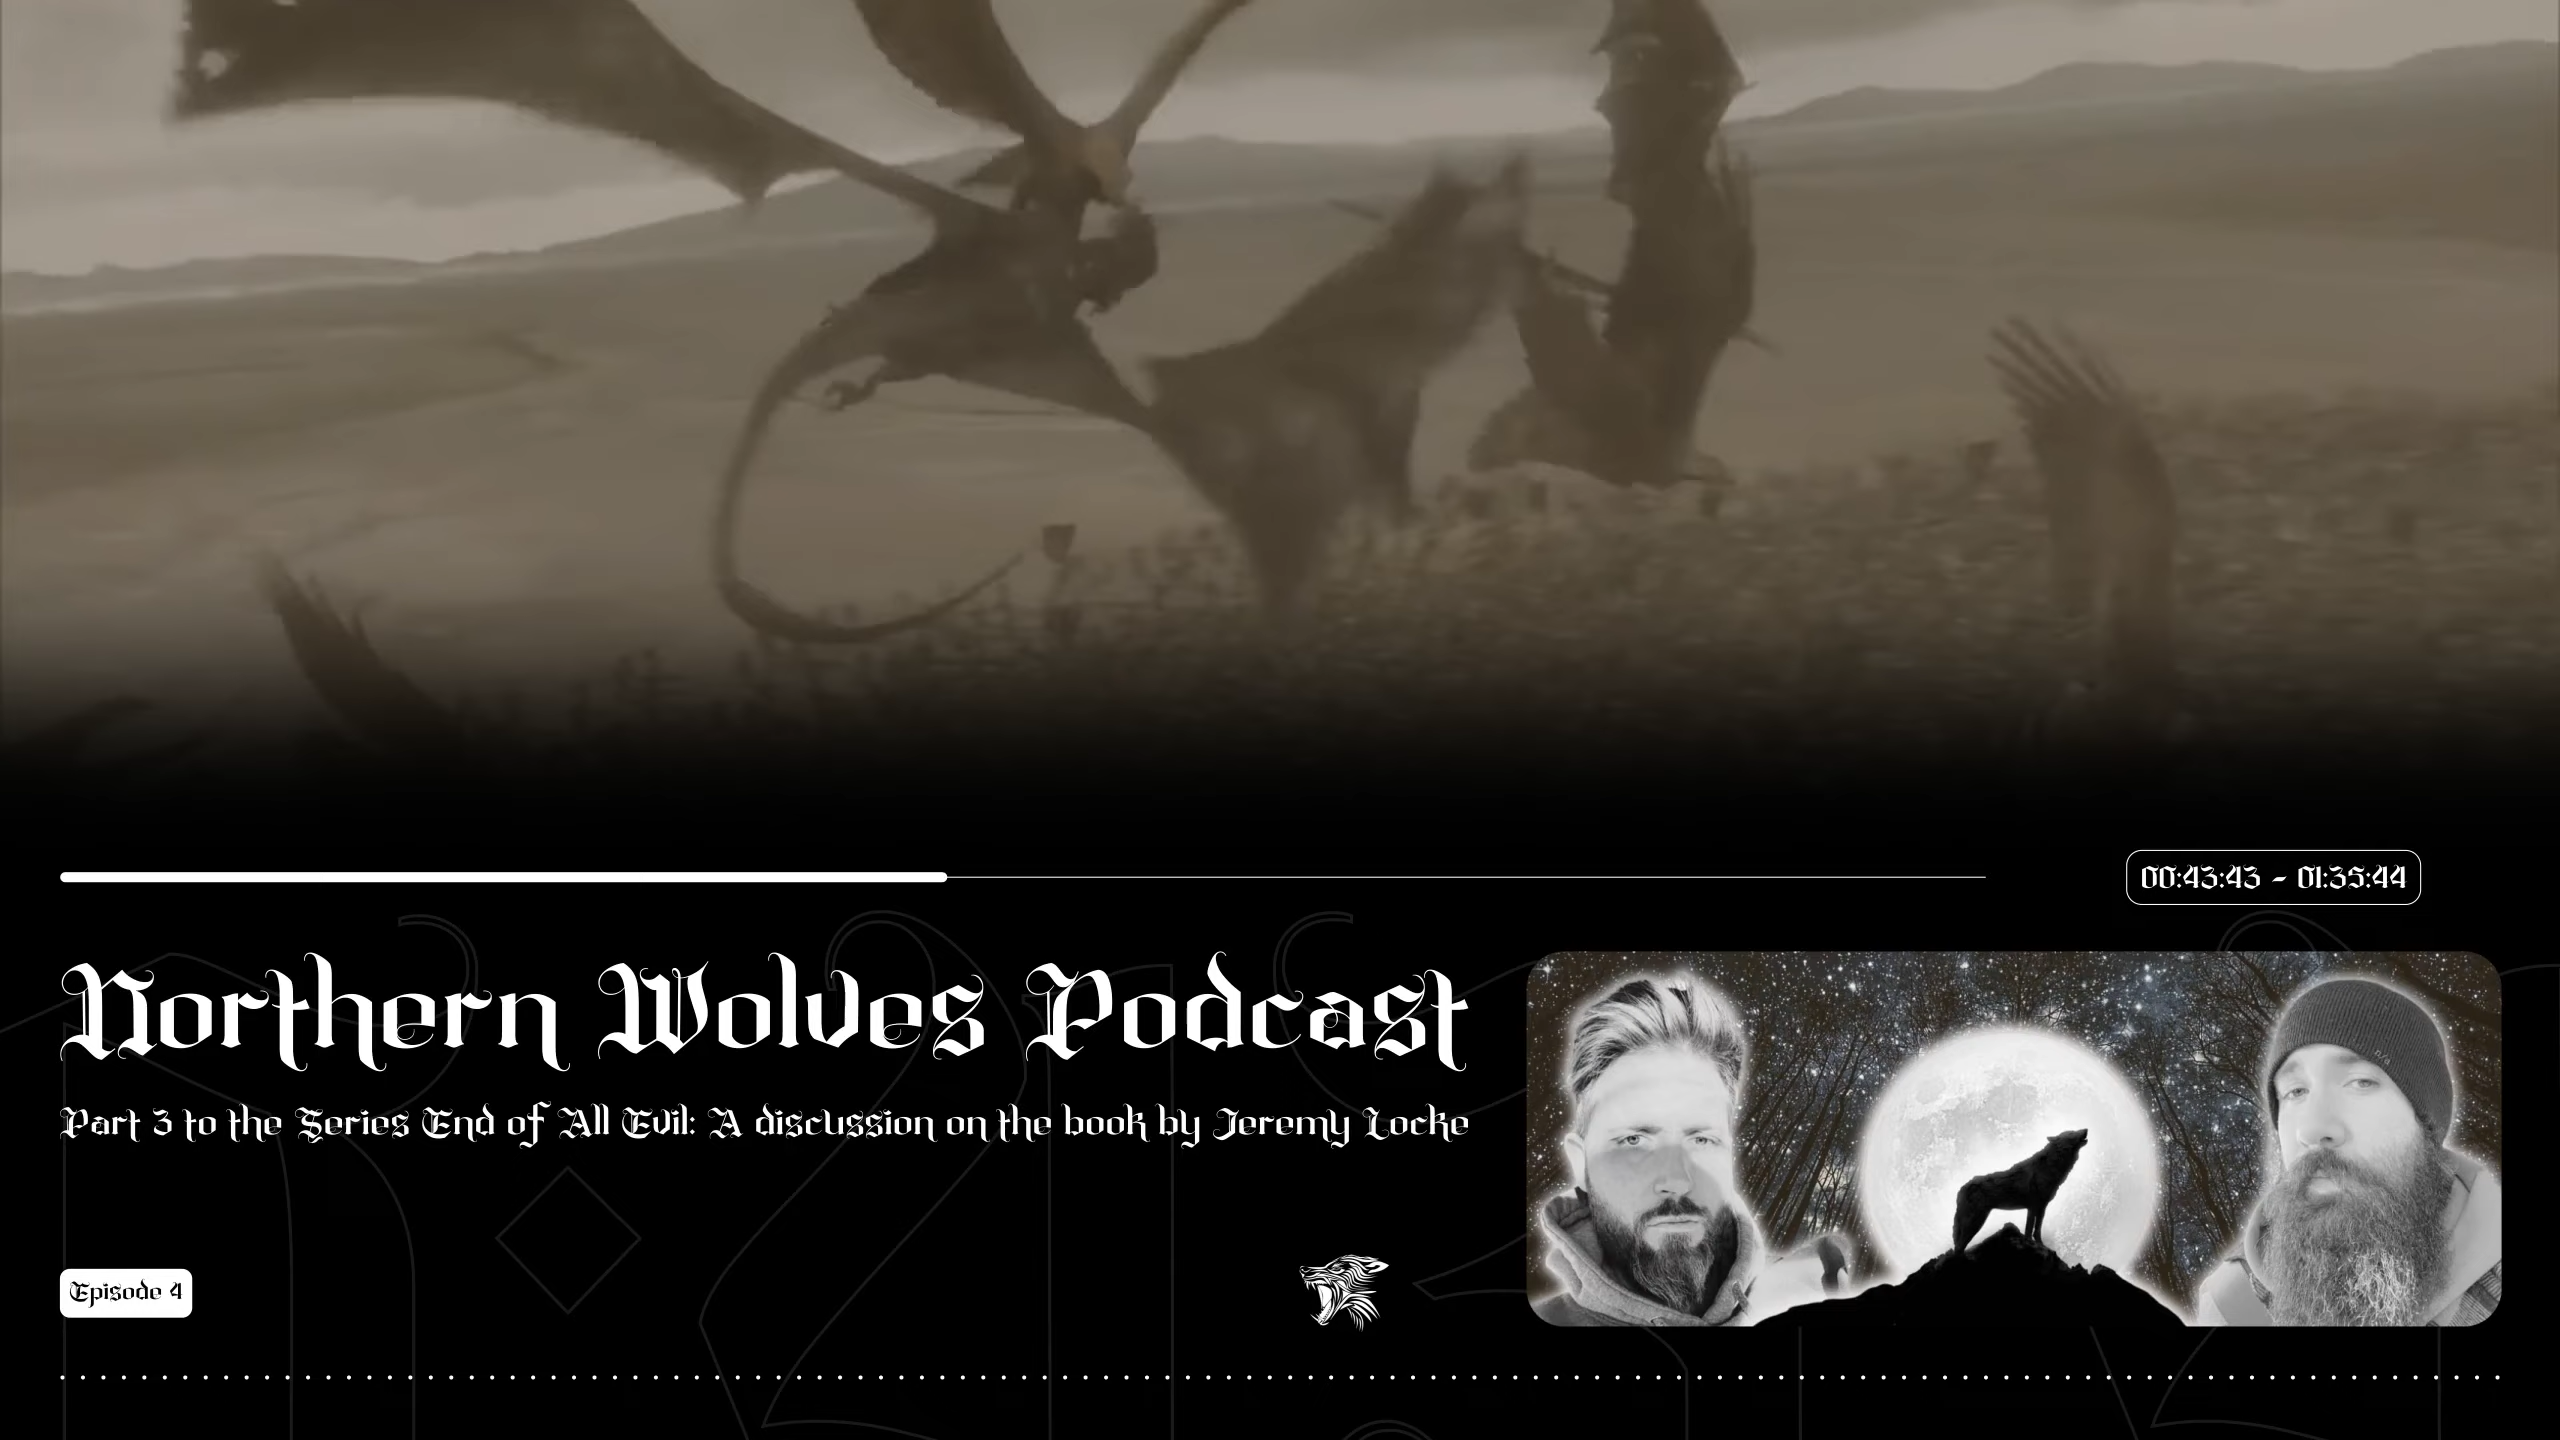 00:43:43 - 01:35:44
Northern Wolves Podcast
Part 3 to the Series End of All Evil: A discussion on the book by Jeremy Locke
Episode 4